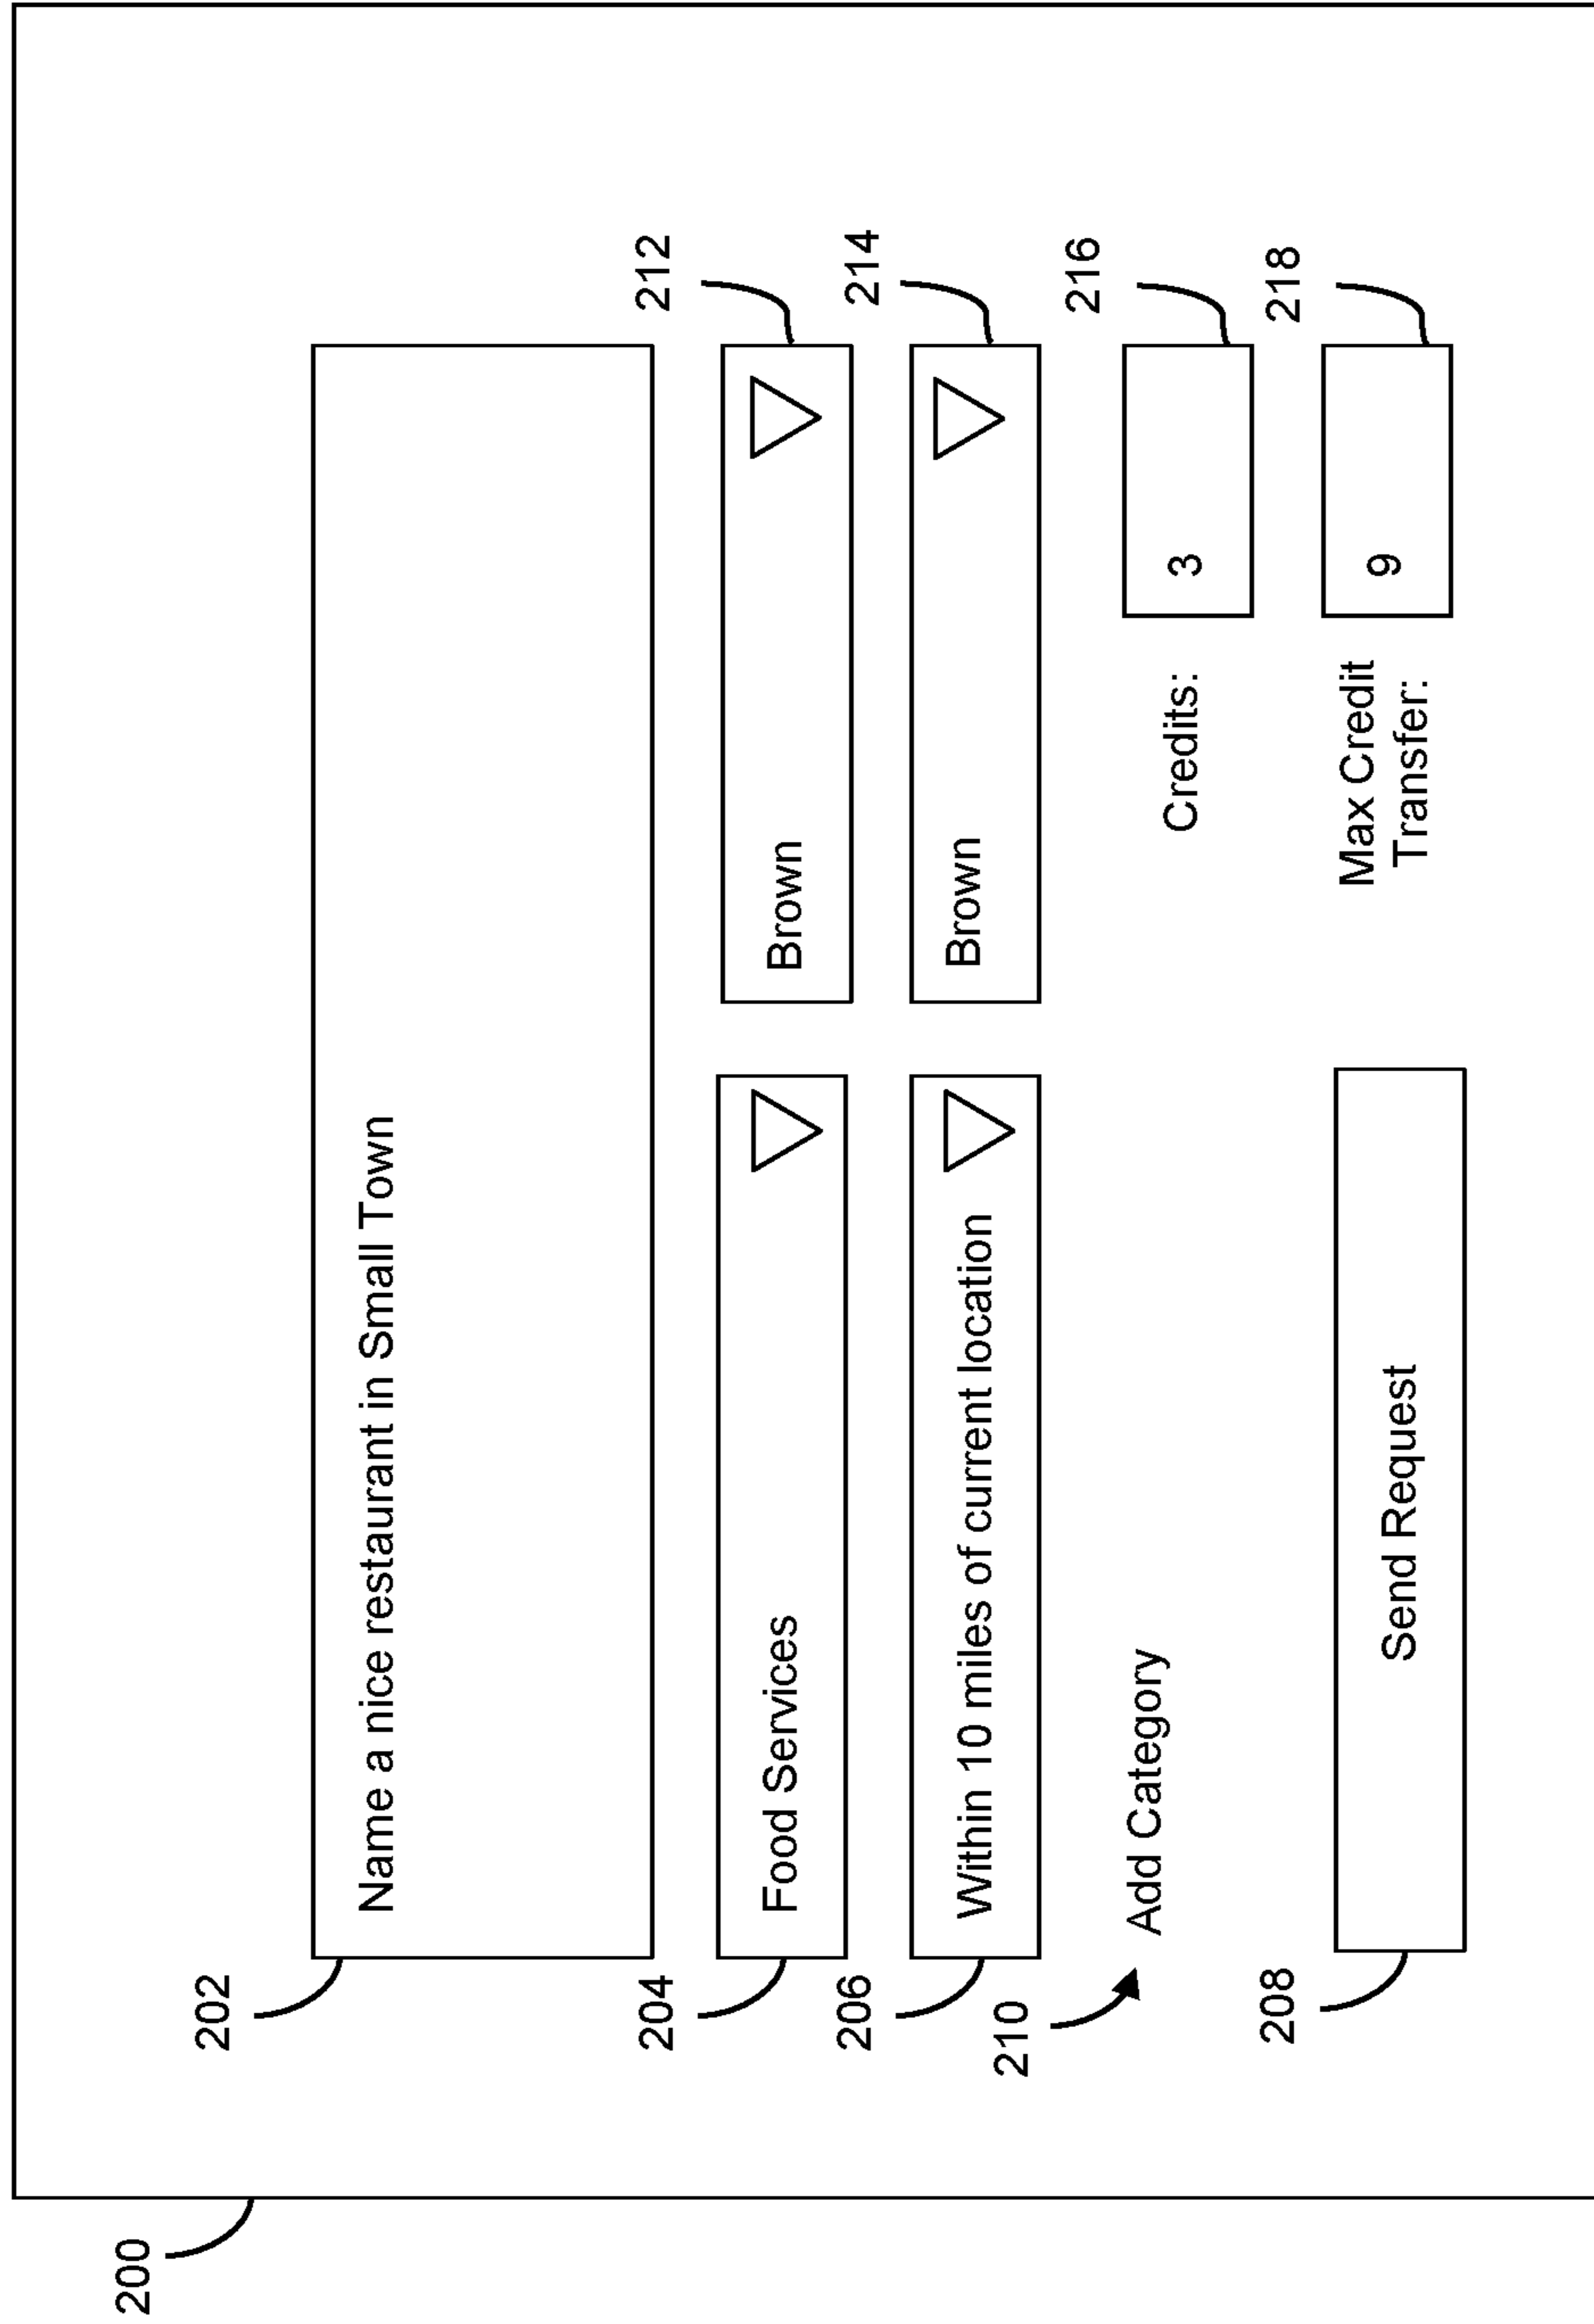 200
202
Name a nice restaurant in Small Town
204
Food Services
Brown
212
206
Within 10 miles of current location
Brown
214
210
Add Category
Credits:
3
216
208
Send Request
Max Credit
Transfer:
9
218